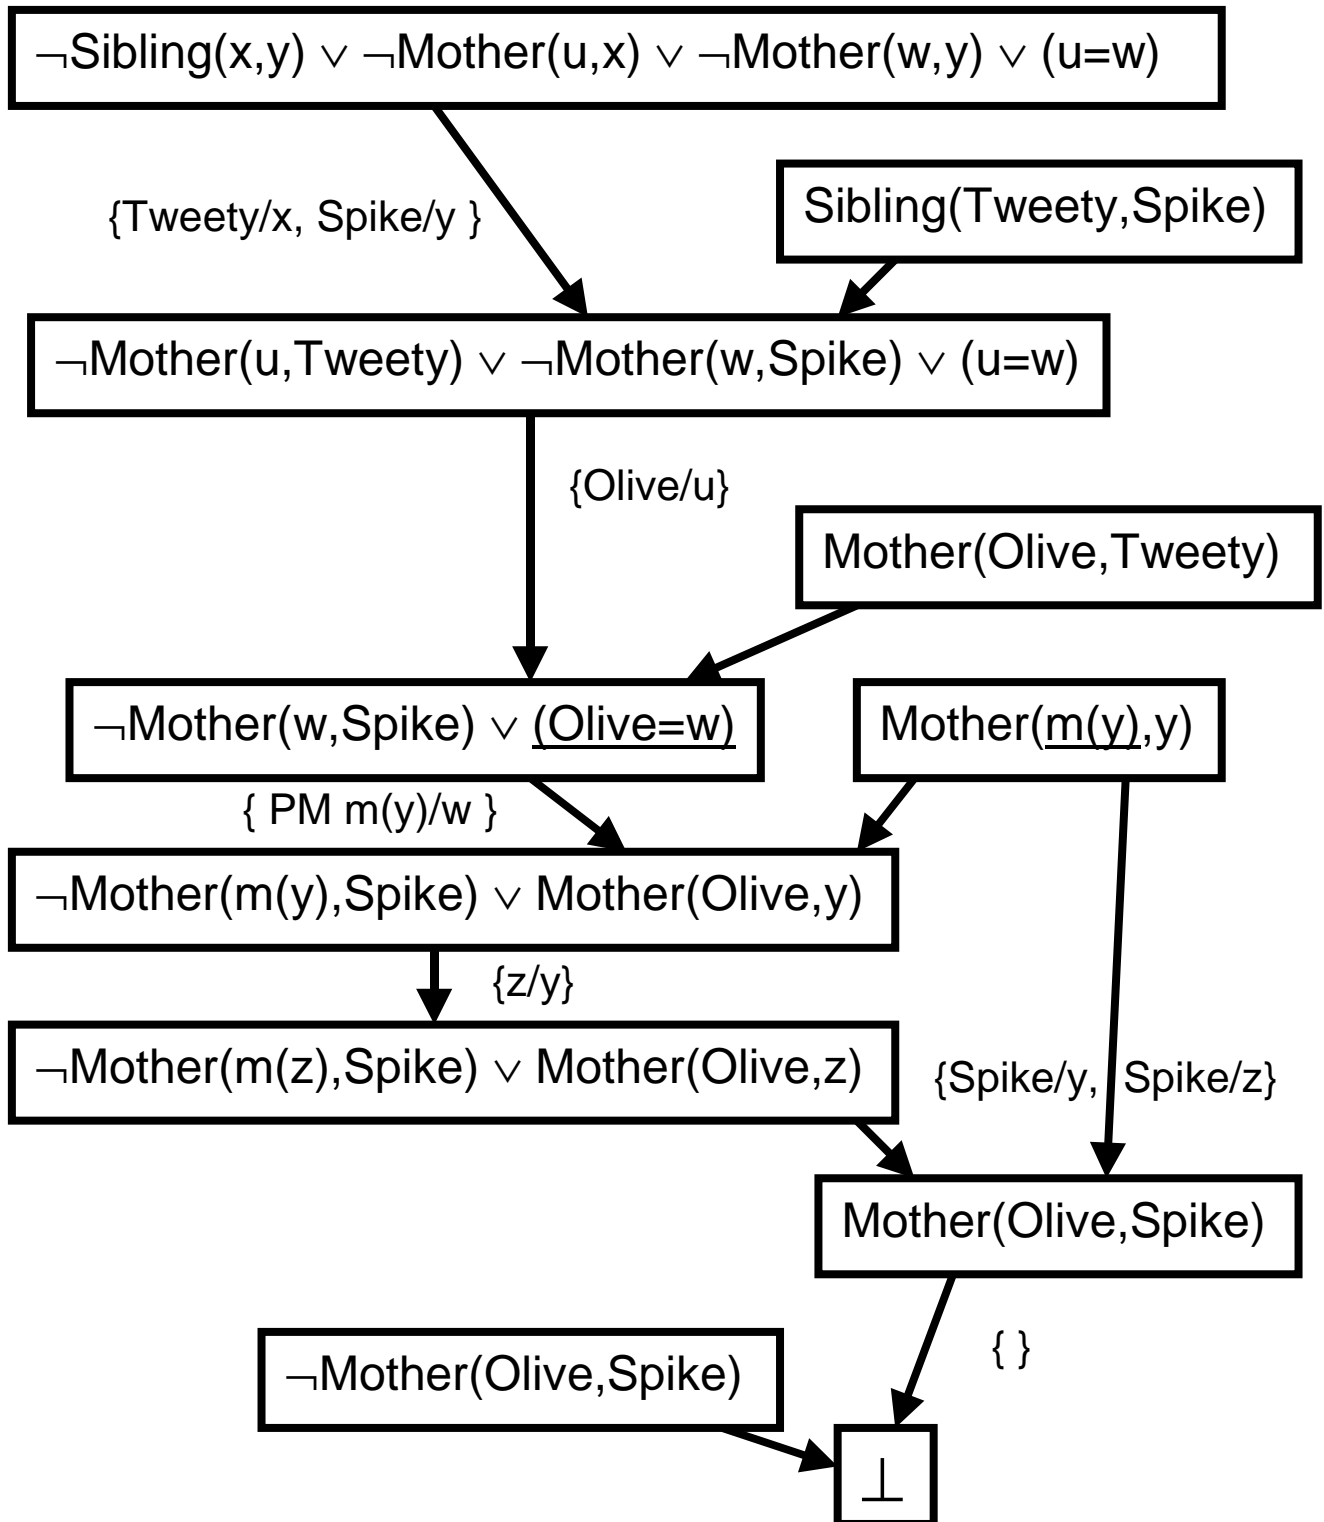 ¬Sibling(x,y) ∨ ¬Mother(u,x) ∨ ¬Mother(w,y) ∨ (u=w)
Sibling(Tweety,Spike)
{Tweety/x, Spike/y }
¬Mother(u,Tweety) ∨ ¬Mother(w,Spike) ∨ (u=w)
{Olive/u}
Mother(Olive,Tweety)
¬Mother(w,Spike) ∨ (Olive=w)
Mother(m(y),y)
{ PM m(y)/w }
¬Mother(m(y),Spike) ∨ Mother(Olive,y)
{z/y}
¬Mother(m(z),Spike) ∨ Mother(Olive,z)
{Spike/y, Spike/z}
Mother(Olive,Spike)
{ }
¬Mother(Olive,Spike)
⊥